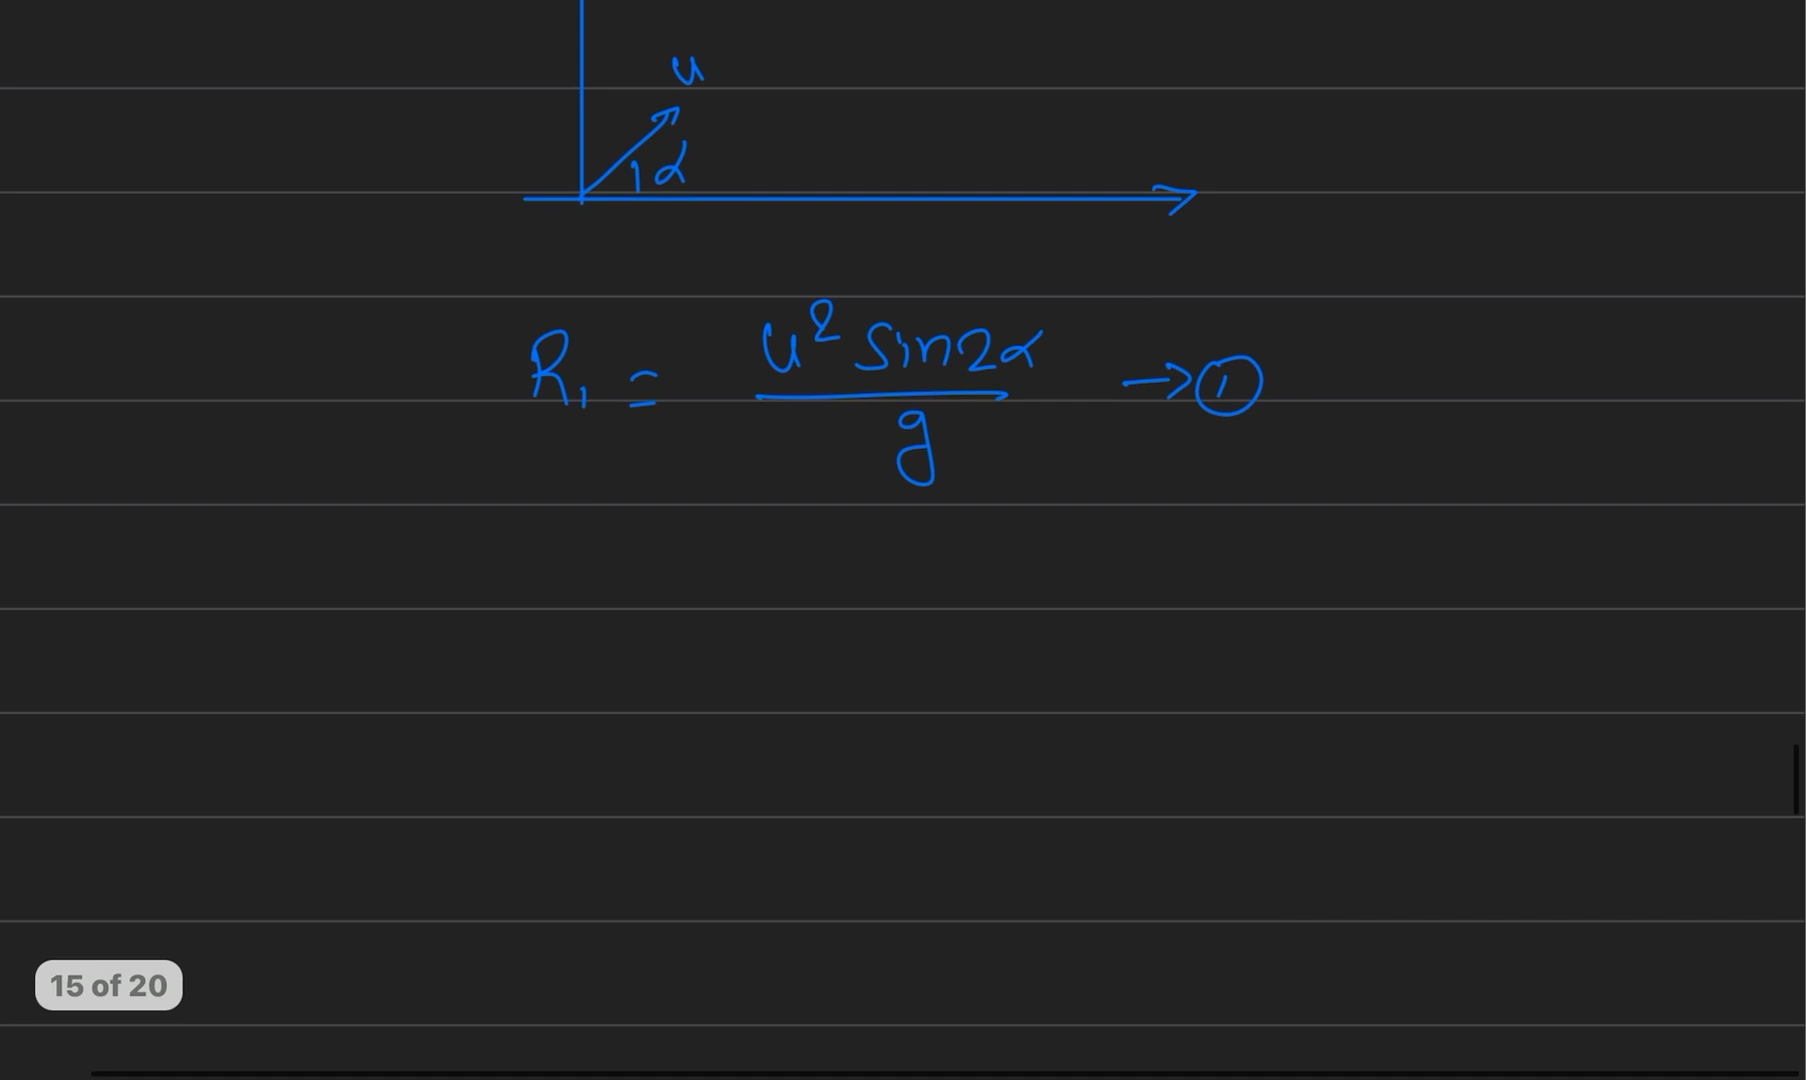 u
α
R₁ = u² sin2α / g → ①
15 of 20